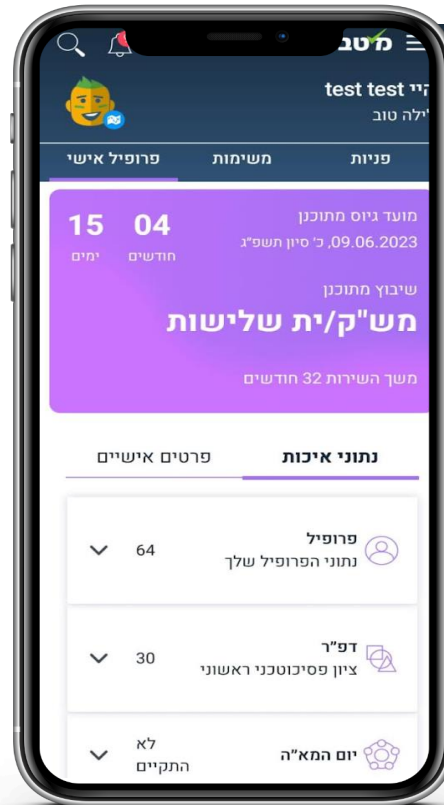 מיטב
היי test test
לילה טוב
פניות משימות פרופיל אישי
מועד גיוס מתוכנן
09.06.2023, כ׳ סיון תשפ״ג
04 חודשים
15 ימים
שיבוץ מתוכנן
מש"ק/ית שלישות
משך השירות 32 חודשים
נתוני איכות פרטים אישיים
פרופיל
נתוני הפרופיל שלך
64
דפ״ר
ציון פסיכוטכני ראשוני
30
יום המא״ה
לא
התקיים